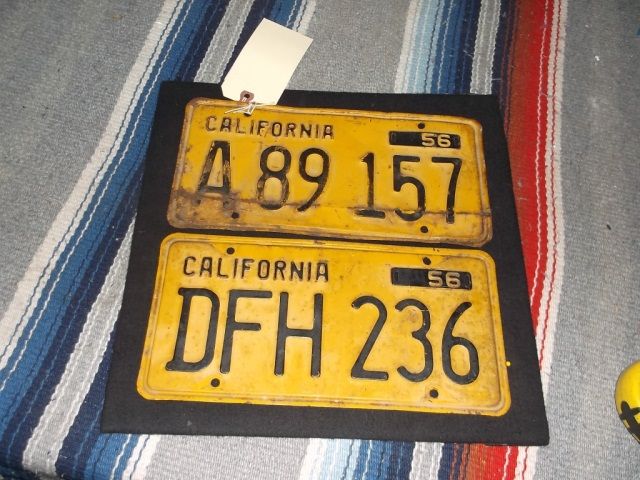 CALIFORNIA 56
A 89 157
CALIFORNIA 56
DFH 236